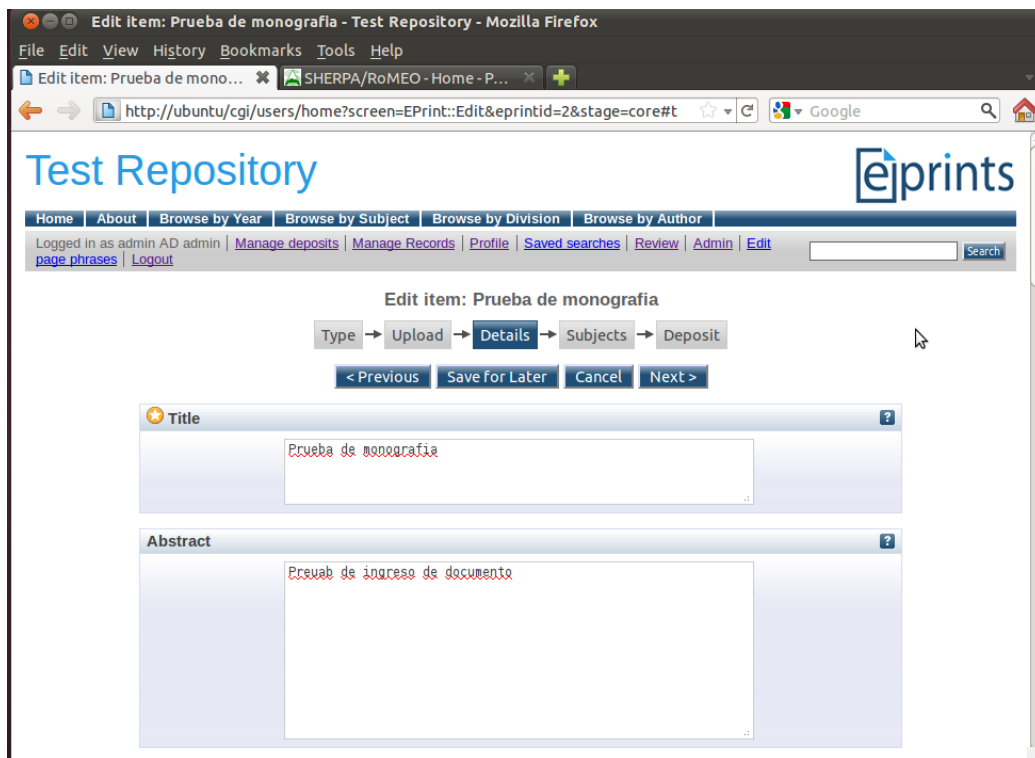 Edit item: Prueba de monografia - Test Repository - Mozilla Firefox
File Edit View History Bookmarks Tools Help
Edit item: Prueba de mono... SHERPA/RoMEO - Home - P...
http://ubuntu/cgi/users/home?screen=EPrint::Edit&eprintid=2&stage=core#t Google
Test Repository
eprints
Home About Browse by Year Browse by Subject Browse by Division Browse by Author
Logged in as admin AD admin | Manage deposits | Manage Records | Profile | Saved searches | Review | Admin | Edit
page phrases | Logout
Search
Edit item: Prueba de monografia
Type → Upload → Details → Subjects → Deposit
< Previous Save for Later Cancel Next >
Title ?
Prueba de monografia
Abstract ?
Preuab de ingreso de documento